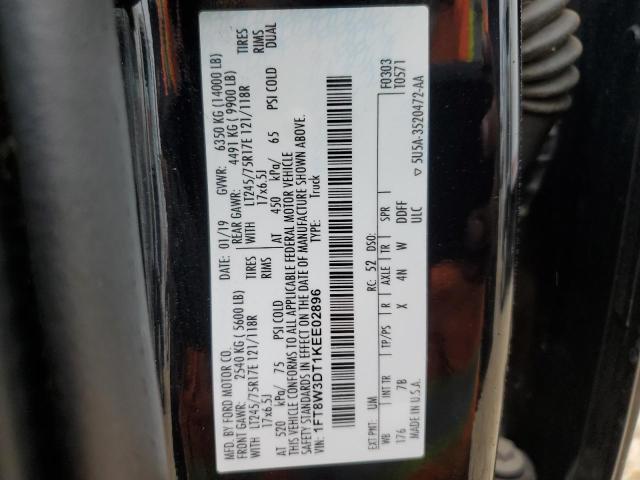 MFD. BY FORD MOTOR CO.
DATE: 01/19 GVWR: 6350 KG (14000 LB)
FRONT GAWR: 2540 KG (5600 LB) REAR GAWR: 4491 KG (9900 LB)
WITH LT245/75R17E 121/118R TIRES WITH LT245/75R17E 121/118R TIRES
17x6.5J RIMS 17x6.5J RIMS
AT 520 kPa/ 75 PSI COLD AT 450 kPa/ 65 PSI COLD DUAL
THIS VEHICLE CONFORMS TO ALL APPLICABLE FEDERAL MOTOR VEHICLE
SAFETY STANDARDS IN EFFECT ON THE DATE OF MANUFACTURE SHOWN ABOVE.
VIN: 1FT8W3DT1KEE02896 TYPE: Truck
F0303
T0571
EXT PNT: UM RC: 52 DSO:
WB INT TR TP/PS R AXLE TR SPR
176 7B X 4N W DDFF
ULC
MADE IN U.S.A. ▽ 5U5A-3520472-AA